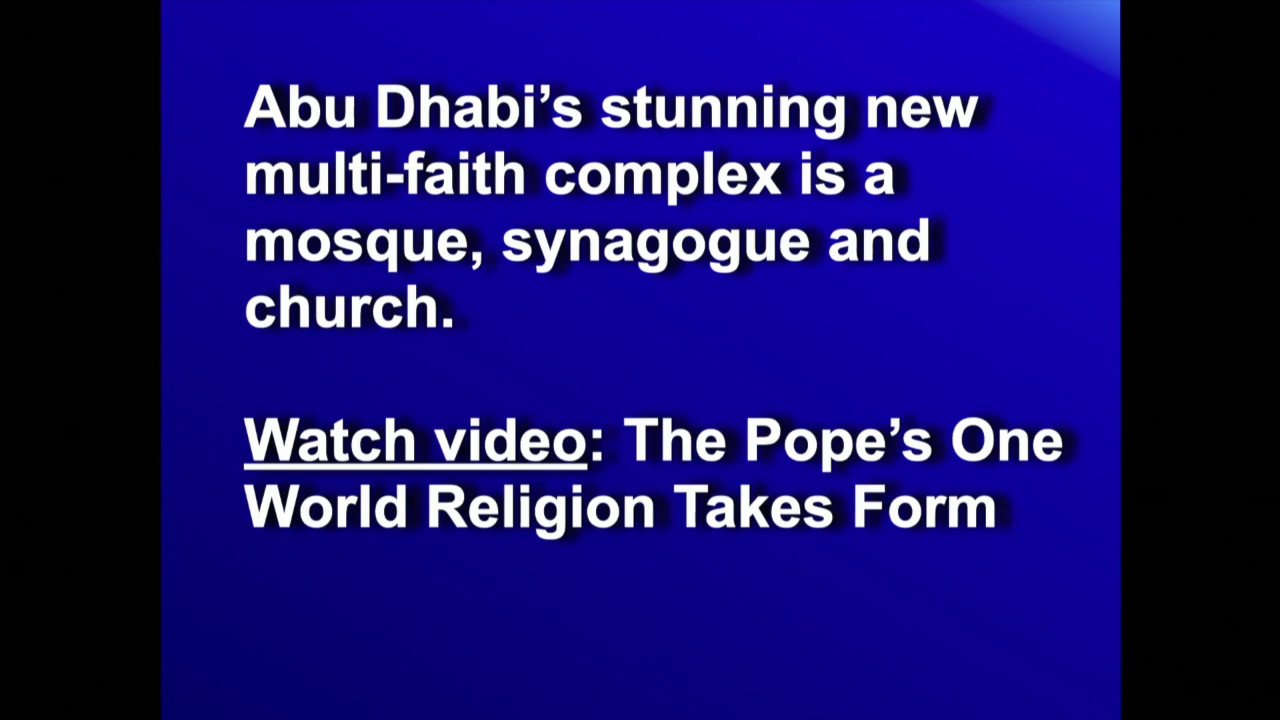 Abu Dhabi’s stunning new
multi-faith complex is a
mosque, synagogue and
church.
Watch video: The Pope’s One
World Religion Takes Form